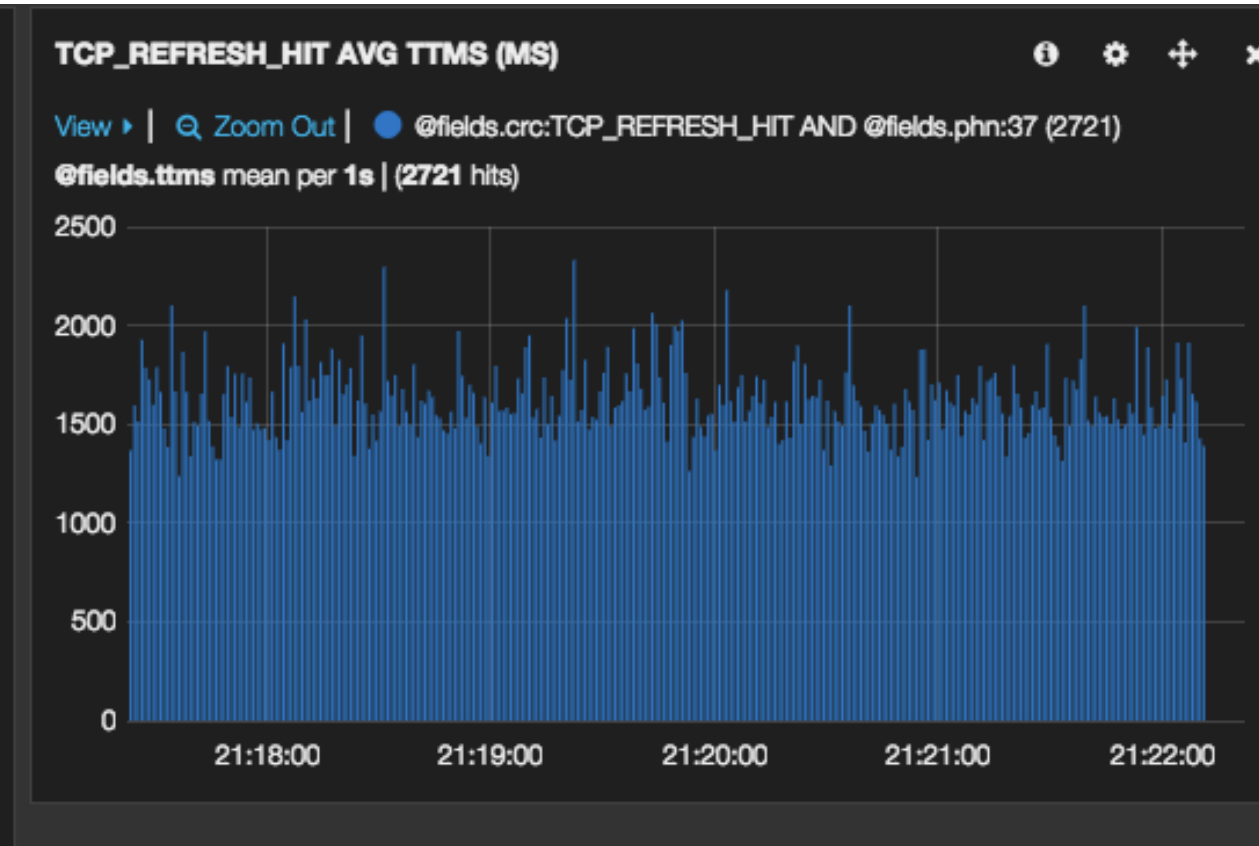 TCP_REFRESH_HIT AVG TTMS (MS)
View | Zoom Out | @fields.crc:TCP_REFRESH_HIT AND @fields.phn:37 (2721)
@fields.ttms mean per 1s | (2721 hits)
2500
2000
1500
1000
500
0
21:18:00 21:19:00 21:20:00 21:21:00 21:22:00